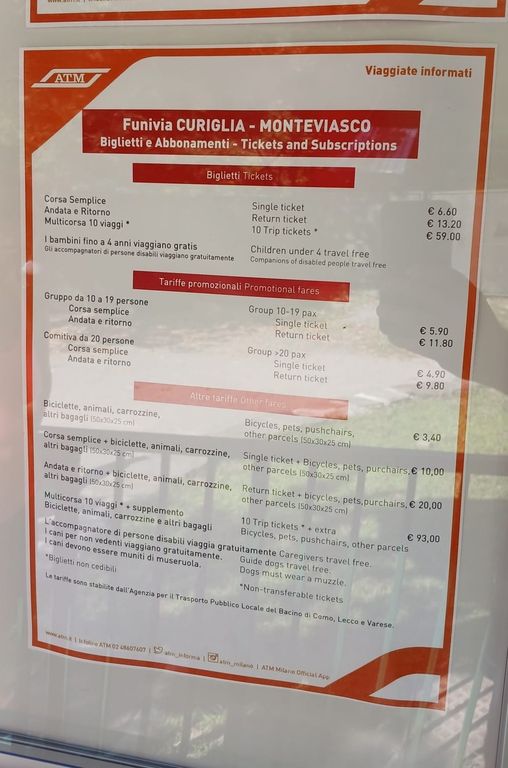 ATM
Viaggiate informati
Funivia CURIGLIA - MONTEVIASCO
Biglietti e Abbonamenti - Tickets and Subscriptions
Biglietti Tickets
Corsa Semplice Single ticket € 6.60
Andata e Ritorno Return ticket € 13.20
Multicorsa 10 viaggi * 10 Trip tickets * € 59.00
I bambini fino a 4 anni viaggiano gratis Children under 4 travel free
Gli accompagnatori di persone disabili viaggiano gratuitamente Companions of disabled people travel free
Tariffe promozionali Promotional fares
Gruppo da 10 a 19 persone Group 10-19 pax
Corsa semplice Single ticket € 5.90
Andata e ritorno Return ticket € 11.80
Comitiva da 20 persone Group >20 pax
Corsa semplice Single ticket € 4.90
Andata e ritorno Return ticket € 9.80
Altre tariffe Other fares
Biciclette, animali, carrozzine, Bicycles, pets, pushchairs,
altri bagagli (50x30x25 cm) other parcels (50x30x25 cm) € 3,40
Corsa semplice + biciclette, animali, carrozzine, Single ticket + Bicycles, pets, purchairs, € 10,00
altri bagagli (50x30x25 cm) other parcels (50x30x25 cm)
Andata e ritorno + biciclette, animali, carrozzine, Return ticket + bicycles, pets,purchairs, € 20,00
altri bagagli (50x30x25 cm) other parcels (50x30x25 cm)
Multicorsa 10 viaggi * + supplemento 10 Trip tickets * + extra € 93,00
Biciclette, animali, carrozzine e altri bagagli Bicycles, pets, pushchairs, other parcels
L'accompagnatore di persone disabili viaggia gratuitamente Caregivers travel free.
I cani per non vedenti viaggiano gratuitamente. Guide dogs travel free.
I cani devono essere muniti di museruola. Dogs must wear a muzzle.
*Biglietti non cedibili *Non-transferable tickets
Le tariffe sono stabilite dall'Agenzia per il Trasporto Pubblico Locale del Bacino di Como, Lecco e Varese.
www.atm.it | Infoline ATM 02 48607607 | atm_informa | atm_milano | ATM Milano Official App